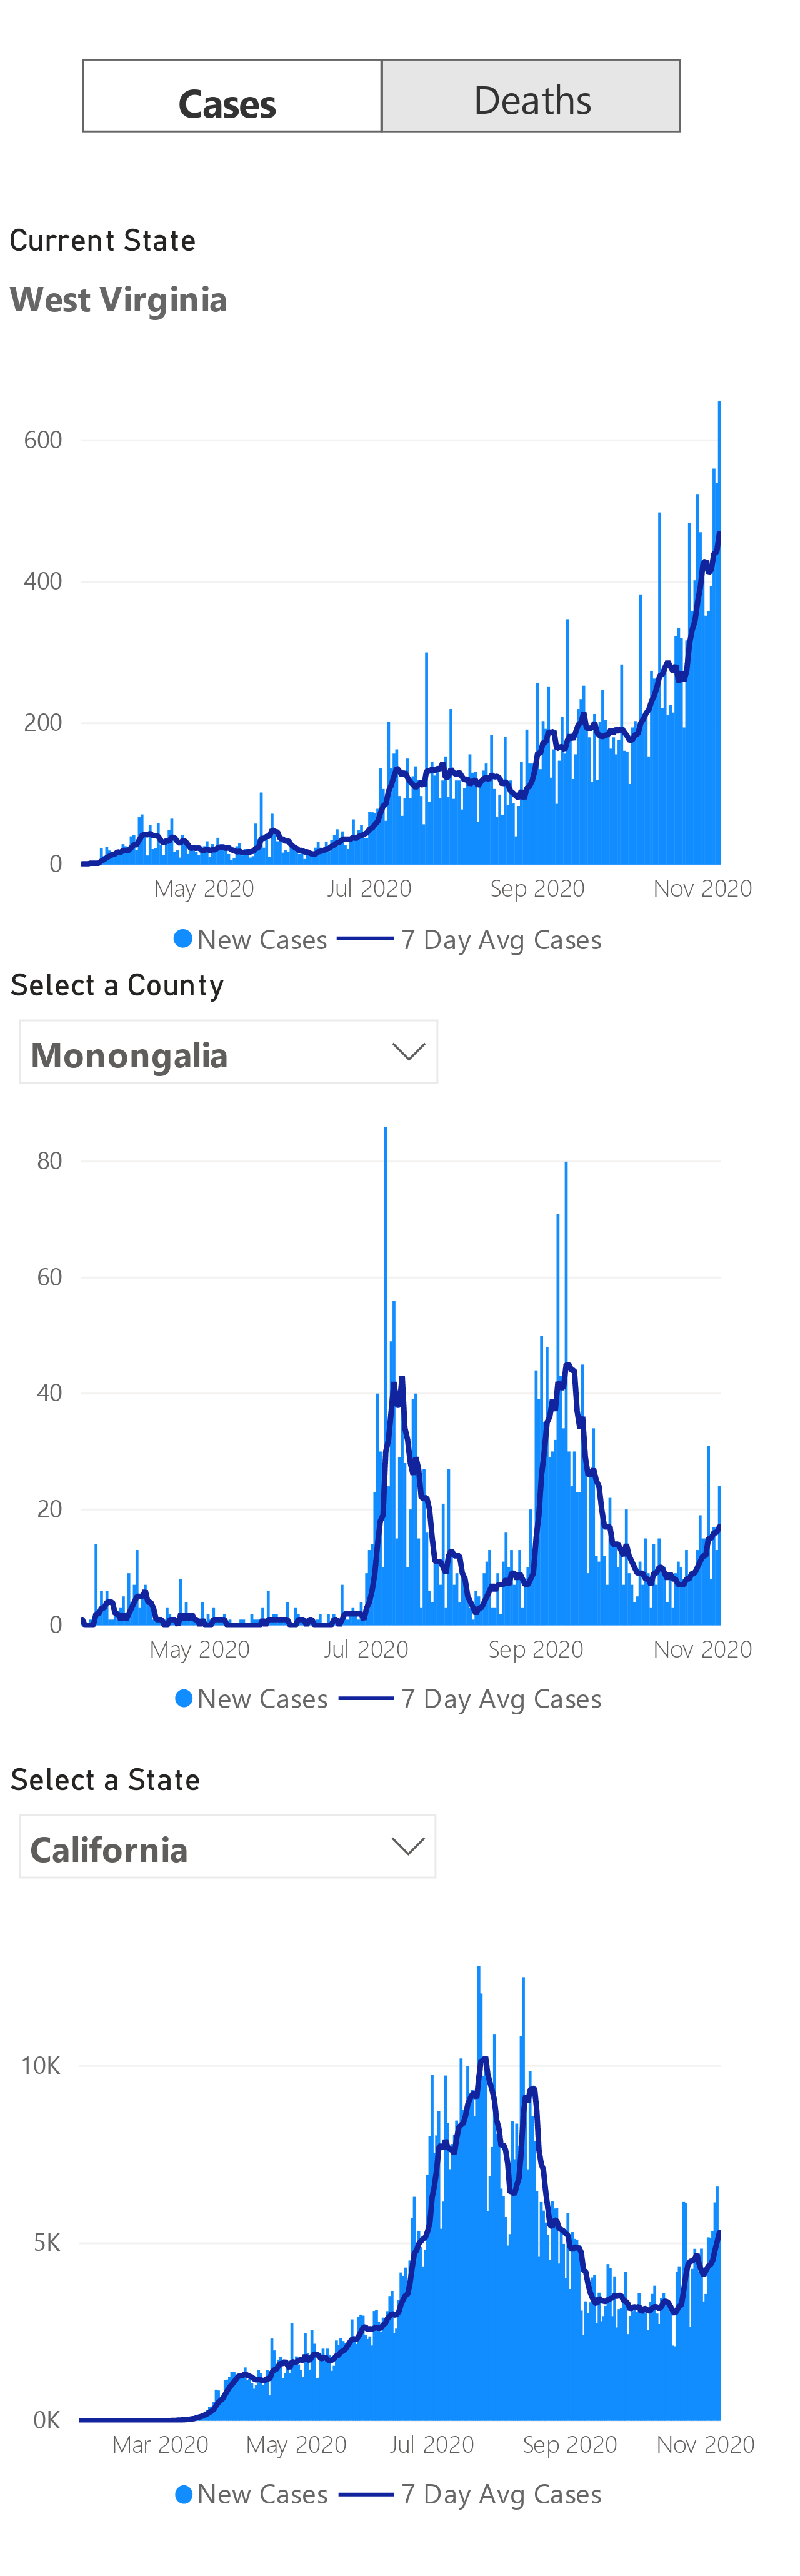 Cases Deaths
Current State
West Virginia
600
400
200
0
May 2020 Jul 2020 Sep 2020 Nov 2020
New Cases 7 Day Avg Cases
Select a County
Monongalia
80
60
40
20
0
May 2020 Jul 2020 Sep 2020 Nov 2020
New Cases 7 Day Avg Cases
Select a State
California
10K
5K
0K
Mar 2020 May 2020 Jul 2020 Sep 2020 Nov 2020
New Cases 7 Day Avg Cases